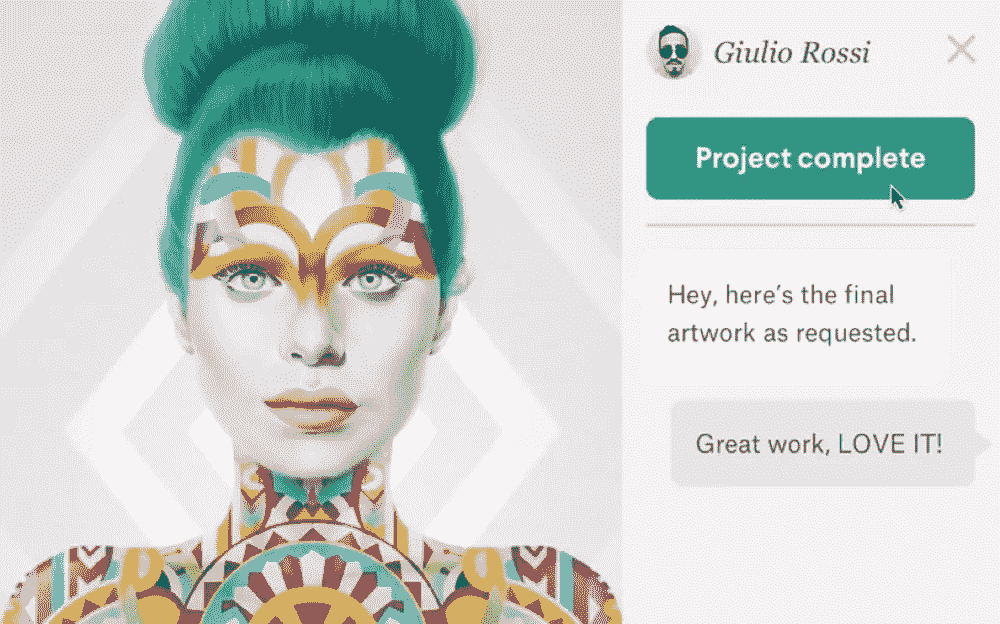 Giulio Rossi
Project complete
Hey, here's the final
artwork as requested.
Great work, LOVE IT!